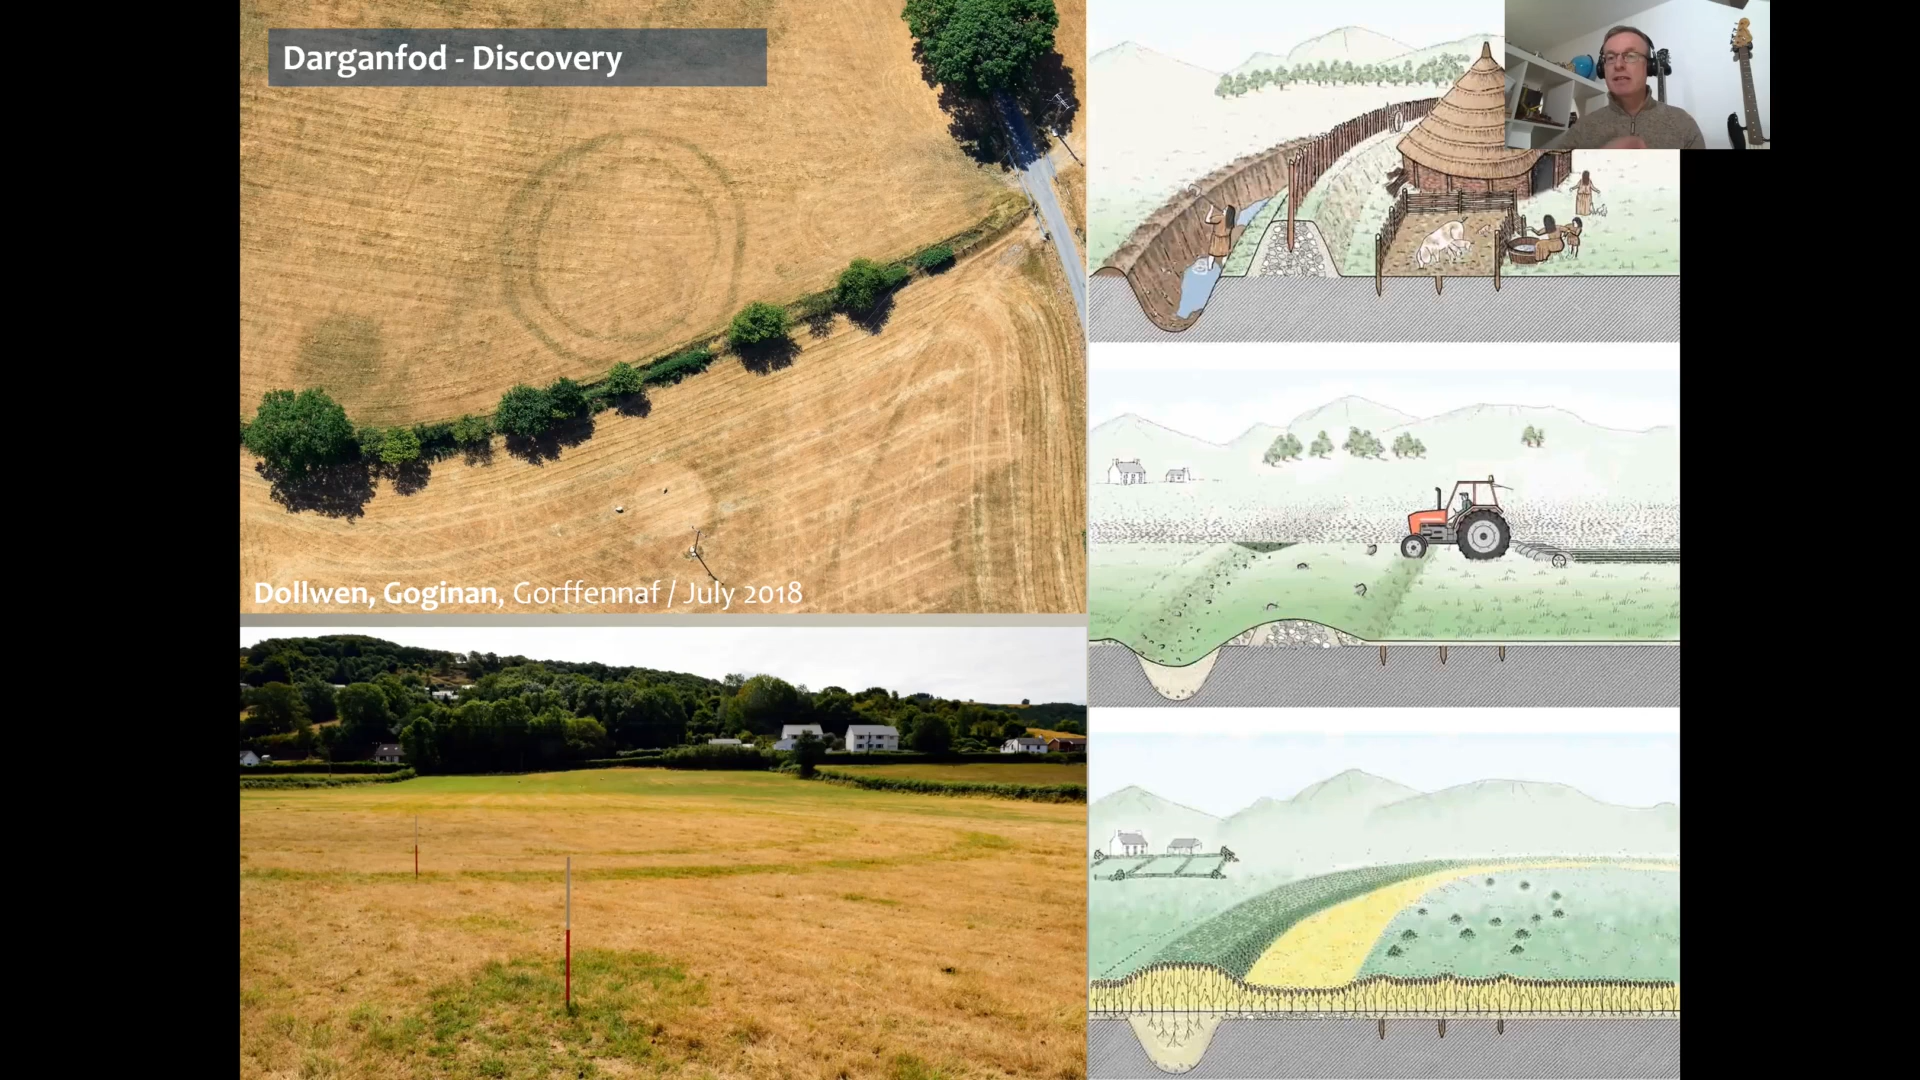 Darganfod - Discovery
Dollwen, Goginan, Gorffennaf / July 2018